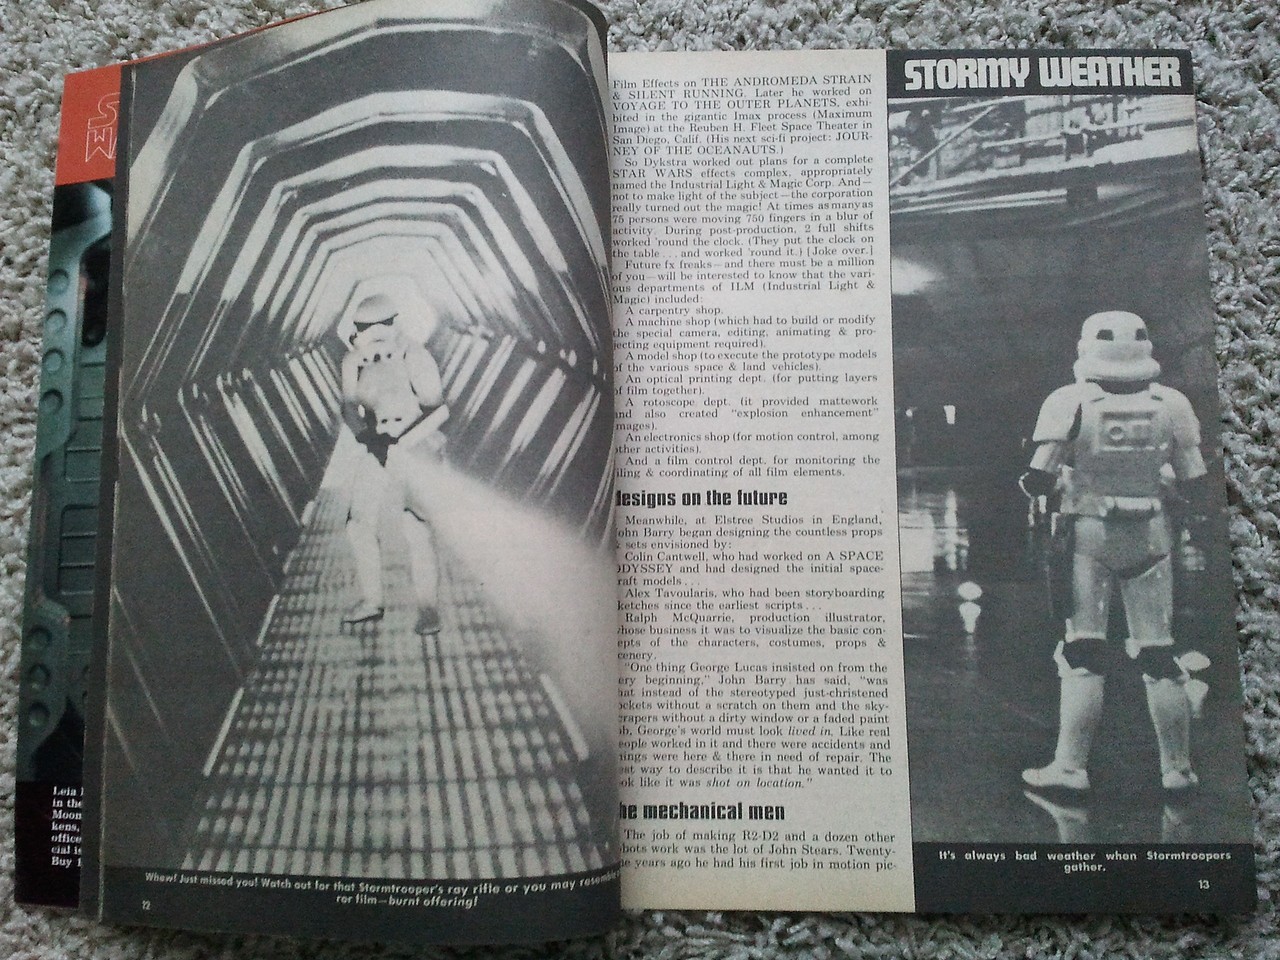 Leia
in the
Moon
kens,
office
cial is
Buy 1
Whew! Just missed you! Watch out for that Stormtrooper's ray rifle or you may resemble
ror film—burnt offering!
12
Film Effects on THE ANDROMEDA STRAIN
& SILENT RUNNING. Later he worked on
VOYAGE TO THE OUTER PLANETS, exhi-
bited in the gigantic Imax process (Maximum
Image) at the Reuben H. Fleet Space Theater in
San Diego, Calif. (His next sci-fi project: JOUR-
NEY OF THE OCEANAUTS.)
So Dykstra worked out plans for a complete
STAR WARS effects complex, appropriately
named the Industrial Light & Magic Corp. And—
not to make light of the subject—the corporation
really turned out the magic! At times as many as
75 persons were moving 750 fingers in a blur of
activity. During post-production, 2 full shifts
worked 'round the clock. (They put the clock on
the table . . . and worked 'round it.) [Joke over.]
Future fx freaks—and there must be a million
of you—will be interested to know that the vari-
ous departments of ILM (Industrial Light &
Magic) included:
A carpentry shop.
A machine shop (which had to build or modify
the special camera, editing, animating & pro-
jecting equipment required).
A model shop (to execute the prototype models
of the various space & land vehicles).
An optical printing dept. (for putting layers
of film together).
A rotoscope dept. (it provided mattework
and also created "explosion enhancement"
images).
An electronics shop (for motion control, among
other activities).
And a film control dept. for monitoring the
filing & coordinating of all film elements.
designs on the future
Meanwhile, at Elstree Studios in England,
John Barry began designing the countless props
& sets envisioned by:
Colin Cantwell, who had worked on A SPACE
ODYSSEY and had designed the initial space-
craft models . . .
Alex Tavoularis, who had been storyboarding
sketches since the earliest scripts . . .
Ralph McQuarrie, production illustrator,
whose business it was to visualize the basic con-
cepts of the characters, costumes, props &
scenery.
"One thing George Lucas insisted on from the
very beginning," John Barry has said, "was
that instead of the stereotyped just-christened
rockets without a scratch on them and the sky-
scrapers without a dirty window or a faded paint
job, George's world must look lived in. Like real
people worked in it and there were accidents and
things were here & there in need of repair. The
best way to describe it is that he wanted it to
look like it was shot on location."
the mechanical men
The job of making R2-D2 and a dozen other
robots work was the lot of John Stears. Twenty-
years ago he had his first job in motion pic-
STORMY WEATHER
It's always bad weather when Stormtroopers
gather.
13